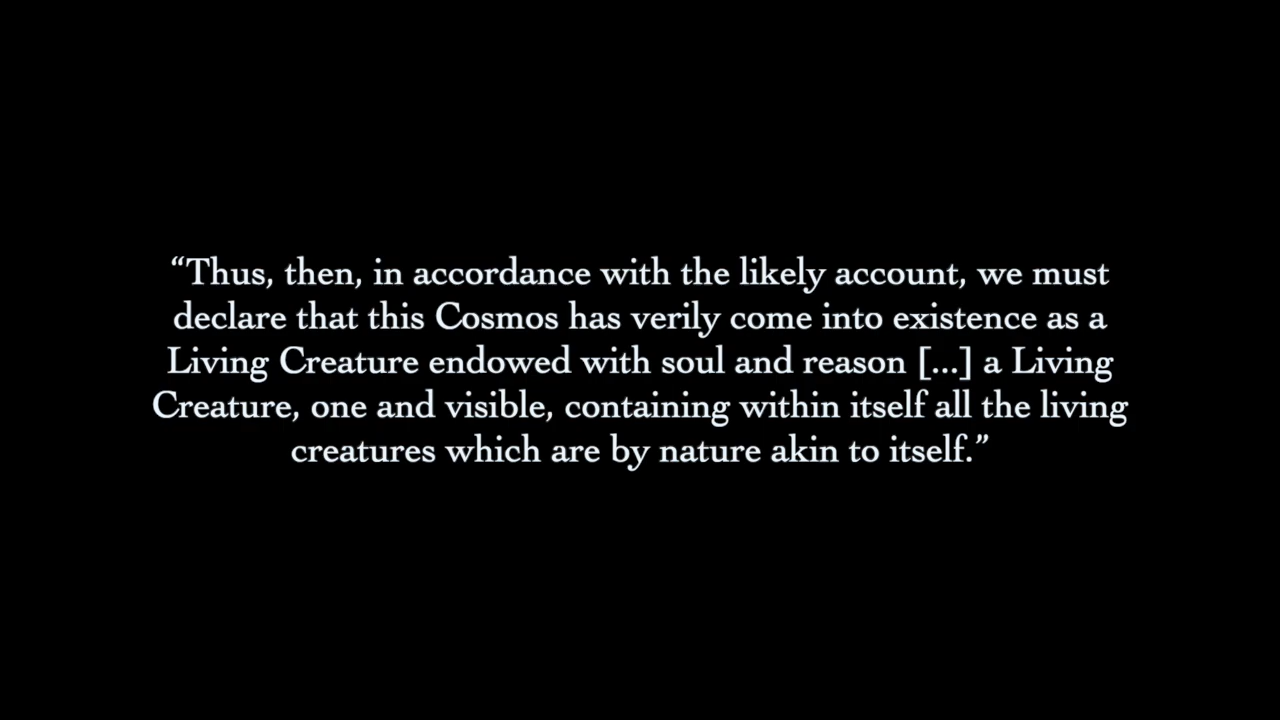 “Thus, then, in accordance with the likely account, we must
declare that this Cosmos has verily come into existence as a
Living Creature endowed with soul and reason [...] a Living
Creature, one and visible, containing within itself all the living
creatures which are by nature akin to itself.”